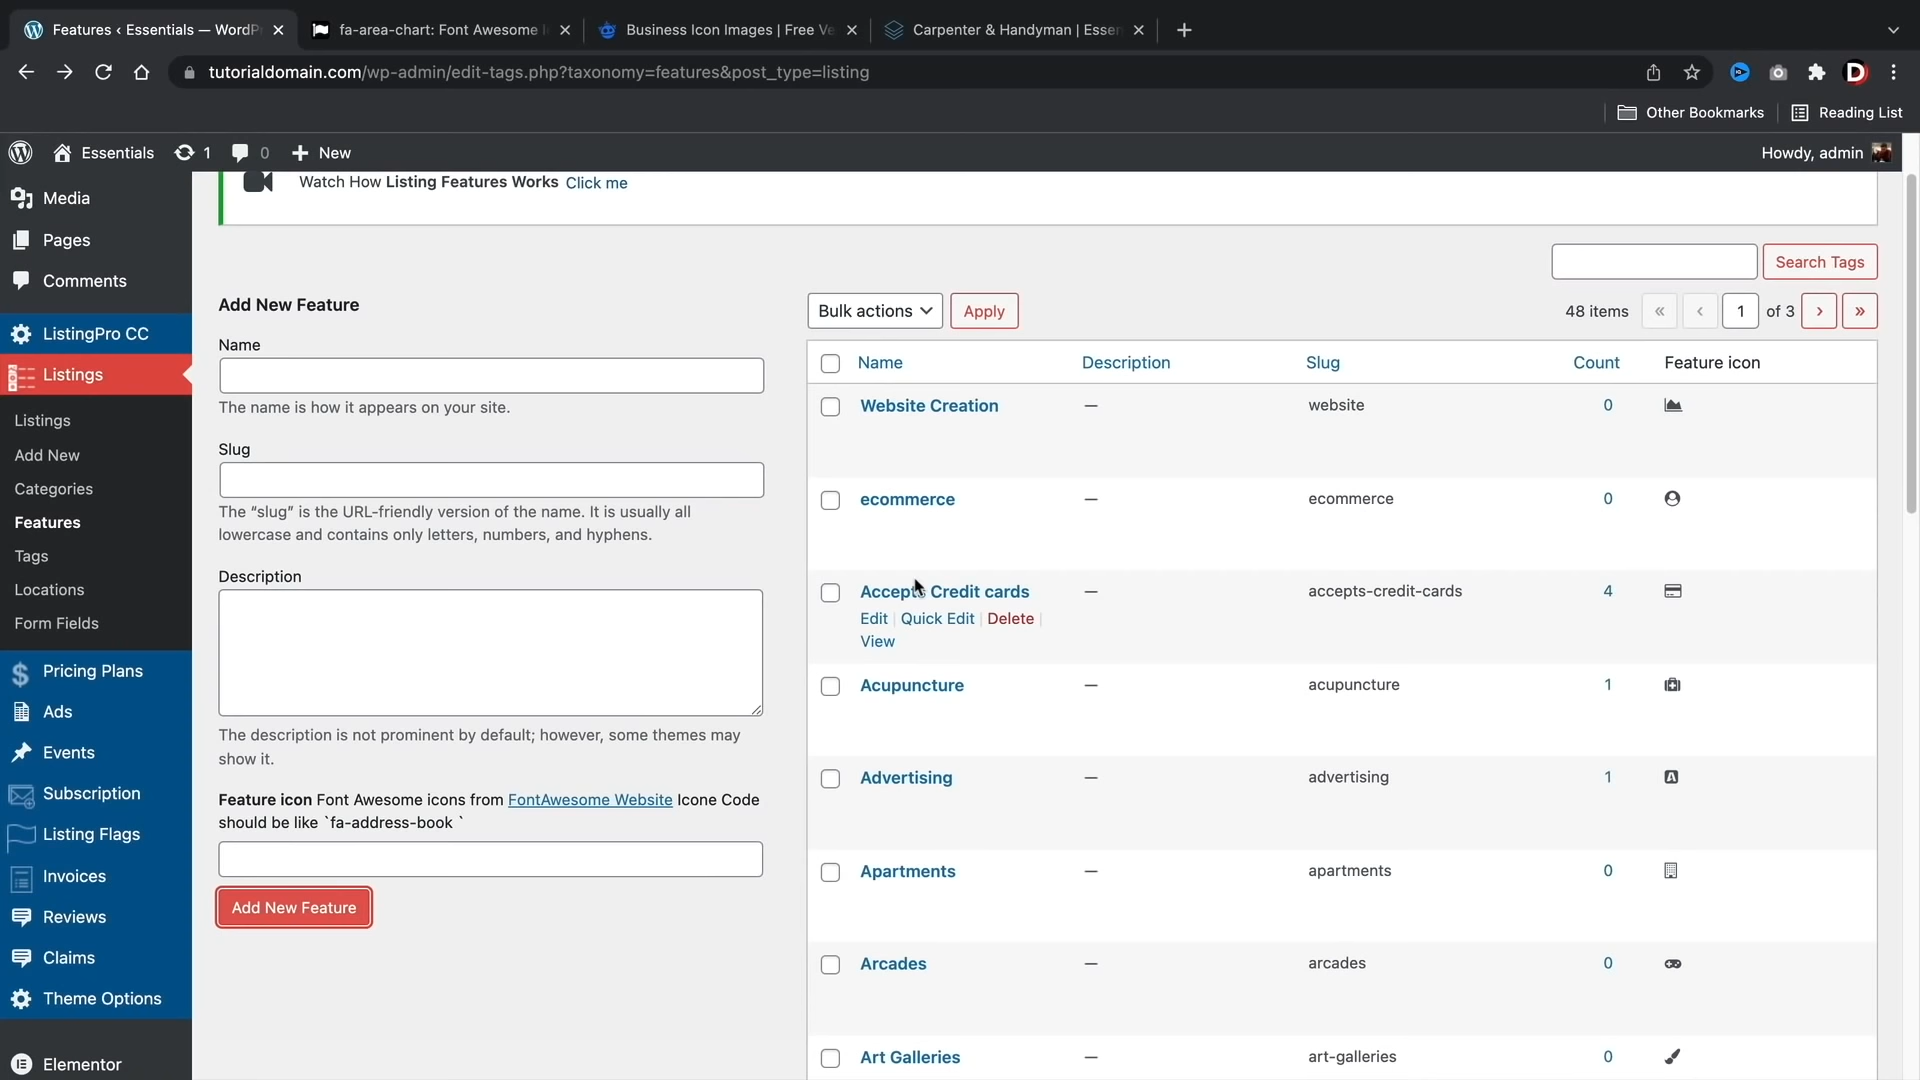 Features ‹ Essentials — WordP
fa-area-chart: Font Awesome I
Business Icon Images | Free Ve
Carpenter & Handyman | Essen
tutorialdomain.com/wp-admin/edit-tags.php?taxonomy=features&post_type=listing
Other Bookmarks
Reading List
Essentials
1
0
New
Howdy, admin
Media
Pages
Comments
ListingPro CC
Listings
Listings
Add New
Categories
Features
Tags
Locations
Form Fields
Pricing Plans
Ads
Events
Subscription
Listing Flags
Invoices
Reviews
Claims
Theme Options
Elementor
Watch How Listing Features Works Click me
Search Tags
Add New Feature
Name
The name is how it appears on your site.
Slug
The “slug” is the URL-friendly version of the name. It is usually all
lowercase and contains only letters, numbers, and hyphens.
Description
The description is not prominent by default; however, some themes may
show it.
Feature icon Font Awesome icons from FontAwesome Website Icone Code
should be like `fa-address-book `
Add New Feature
Bulk actions Apply 48 items « ‹ 1 of 3 › »
Name Description Slug Count Feature icon
Website Creation — website 0
ecommerce — ecommerce 0
Accepts Credit cards — accepts-credit-cards 4
Edit | Quick Edit | Delete |
View
Acupuncture — acupuncture 1
Advertising — advertising 1
Apartments — apartments 0
Arcades — arcades 0
Art Galleries — art-galleries 0